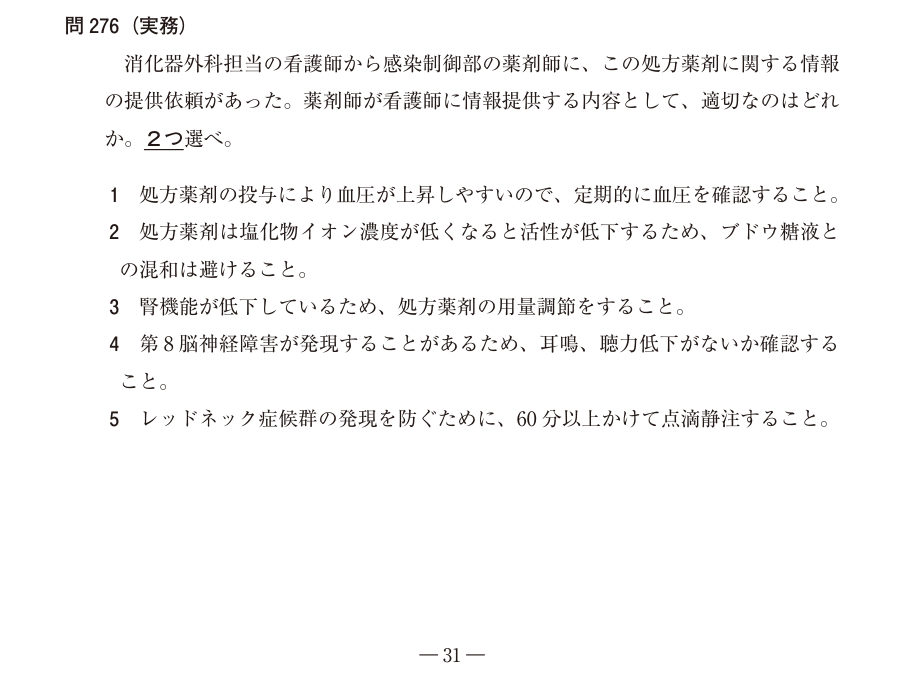 問 276（実務）
消化器外科担当の看護師から感染制御部の薬剤師に、この処方薬剤に関する情報
の提供依頼があった。薬剤師が看護師に情報提供する内容として、適切なのはどれ
か。２つ選べ。
1 処方薬剤の投与により血圧が上昇しやすいので、定期的に血圧を確認すること。
2 処方薬剤は塩化物イオン濃度が低くなると活性が低下するため、ブドウ糖液と
の混和は避けること。
3 腎機能が低下しているため、処方薬剤の用量調節をすること。
4 第８脳神経障害が発現することがあるため、耳鳴、聴力低下がないか確認する
こと。
5 レッドネック症候群の発現を防ぐために、60 分以上かけて点滴静注すること。
― 31 ―